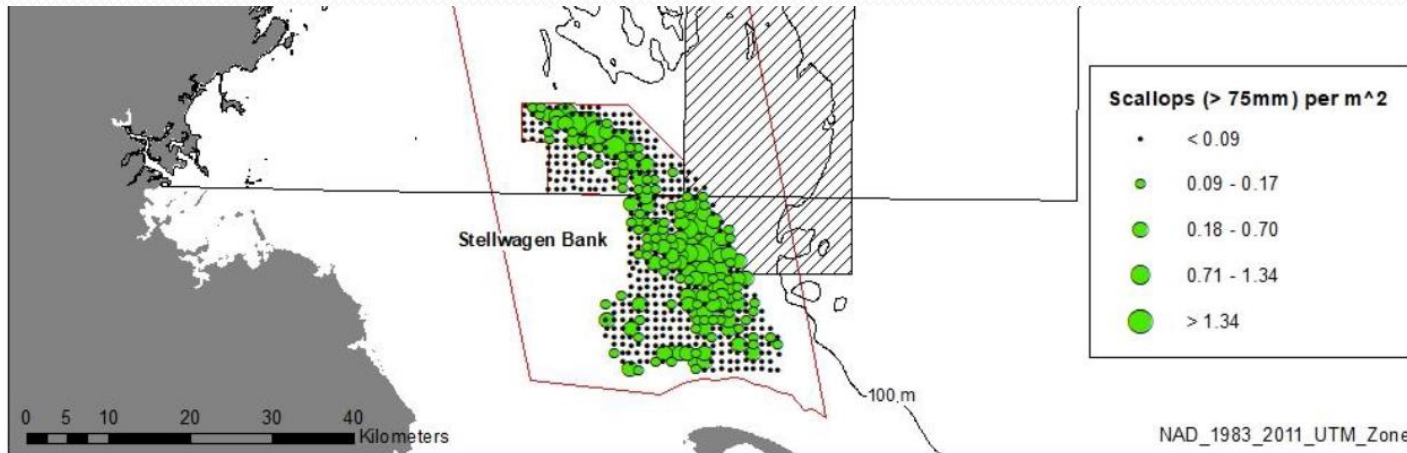 Scallops (> 75mm) per m^2
< 0.09
0.09 - 0.17
0.18 - 0.70
0.71 - 1.34
> 1.34
Stellwagen Bank
100 m
0 5 10 20 30 40
Kilometers
NAD_1983_2011_UTM_Zone